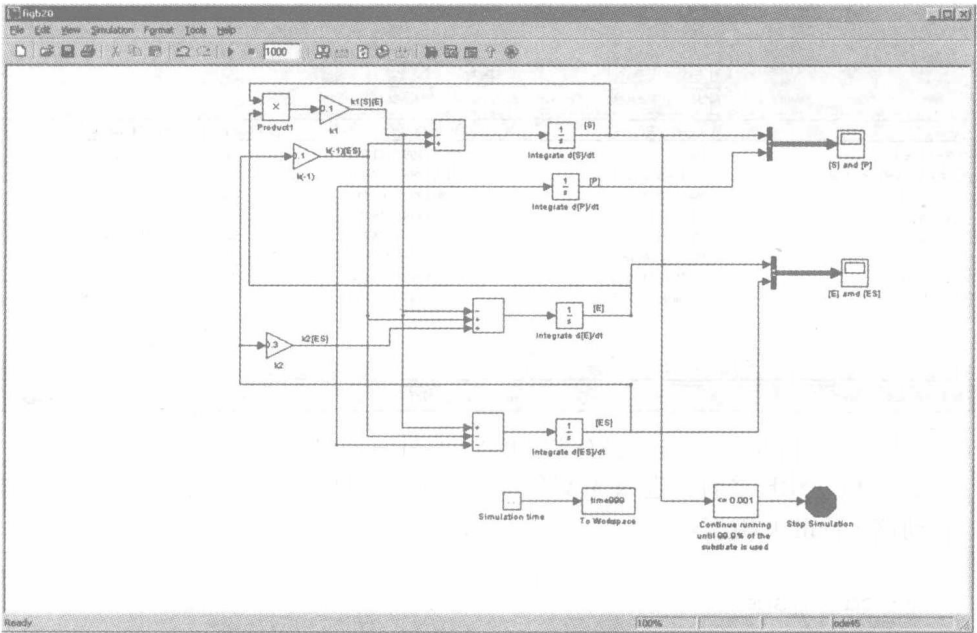 figb20
File Edit View Simulation Format Tools Help
1000
×
Product1
0.1
k1[S][E]
k1
0.1
k(-1)[ES]
k(-1)
-
+
1
s
[S]
Integrate d[S]/dt
[S] and [P]
1
s
[P]
Integrate d[P]/dt
[E] amd [ES]
-
+
+
1
s
[E]
Integrate d[E]/dt
0.3
k2[ES]
k2
+
-
-
1
s
[ES]
Integrate d[ES]/dt
Simulation time
time999
To Workspace
<= 0.001
Continue running
until 99.9% of the
substrate is used
Stop Simulation
Ready
100%
ode45